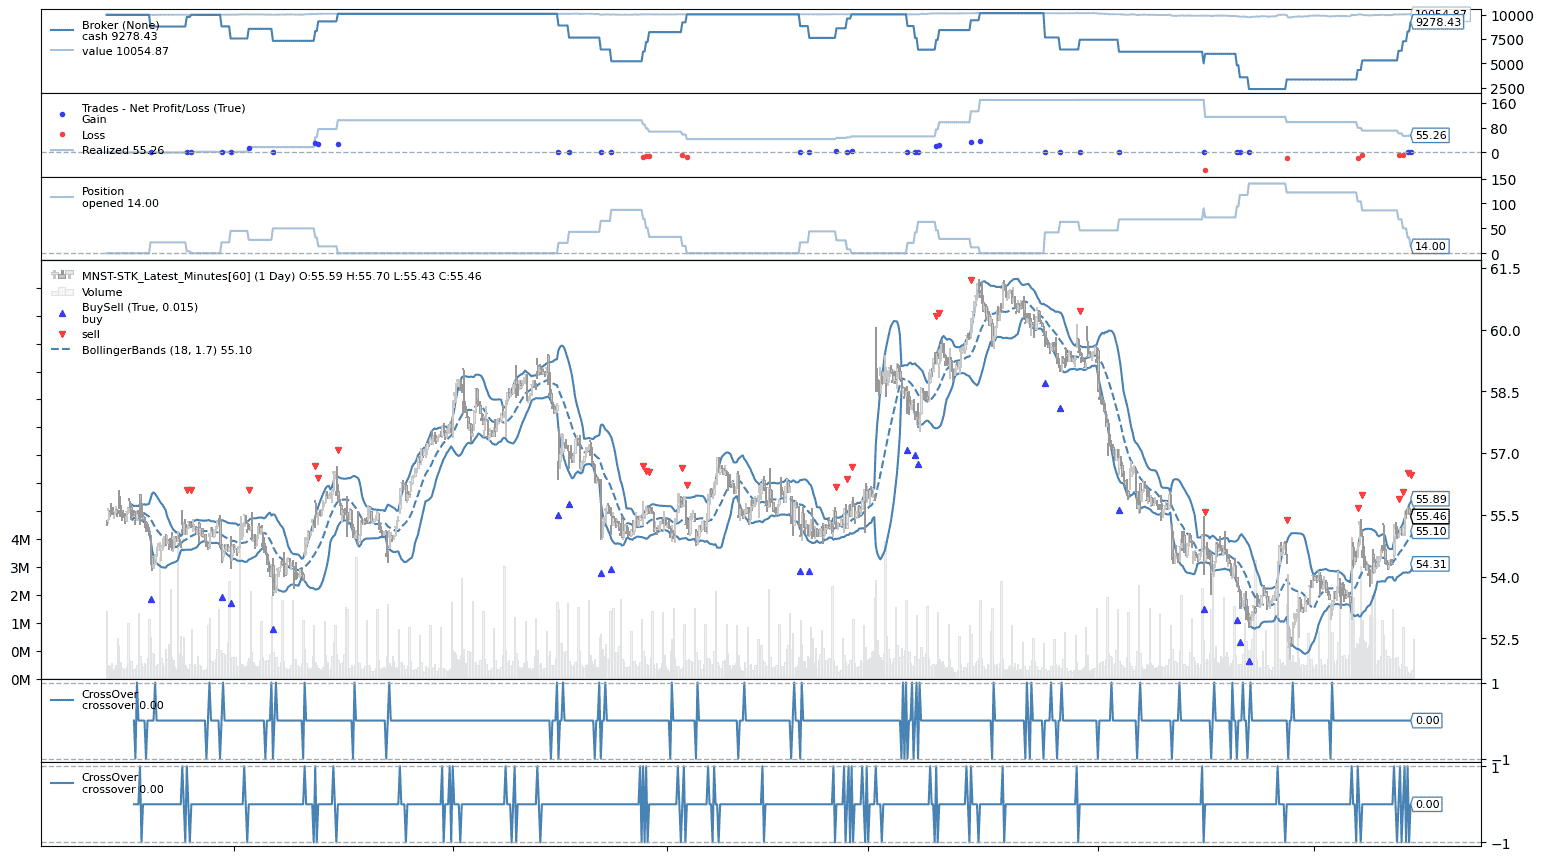 Broker (None)
cash 9278.43
value 10054.87
10054.87
9278.43
10000
7500
5000
2500
Trades - Net Profit/Loss (True)
Gain
Loss
Realized 55.26
55.26
160
80
0
Position
opened 14.00
14.00
150
100
50
0
MNST-STK_Latest_Minutes[60] (1 Day) O:55.59 H:55.70 L:55.43 C:55.46
Volume
BuySell (True, 0.015)
buy
sell
BollingerBands (18, 1.7) 55.10
61.5
60.0
58.5
57.0
55.5
54.0
52.5
55.89
55.46
55.10
54.31
4M
3M
2M
1M
0M
0M
CrossOver
crossover 0.00
0.00
1
−1
CrossOver
crossover 0.00
0.00
1
−1